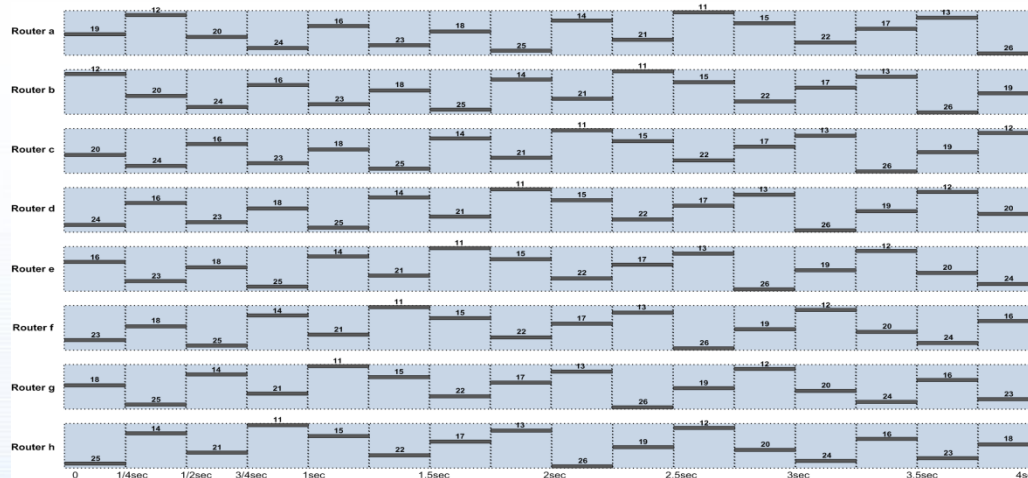 Router a 19 12 20 24 16 23 18 25 14 21 11 15 22 17 13 26
Router b 12 20 24 16 23 18 25 14 21 11 15 22 17 13 26 19
Router c 20 24 16 23 18 25 14 21 11 15 22 17 13 26 19 12
Router d 24 16 23 18 25 14 21 11 15 22 17 13 26 19 12 20
Router e 16 23 18 25 14 21 11 15 22 17 13 26 19 12 20 24
Router f 23 18 25 14 21 11 15 22 17 13 26 19 12 20 24 16
Router g 18 25 14 21 11 15 22 17 13 26 19 12 20 24 16 23
Router h 25 14 21 11 15 22 17 13 26 19 12 20 24 16 23 18
0 1/4sec 1/2sec 3/4sec 1sec 1.5sec 2sec 2.5sec 3sec 3.5sec